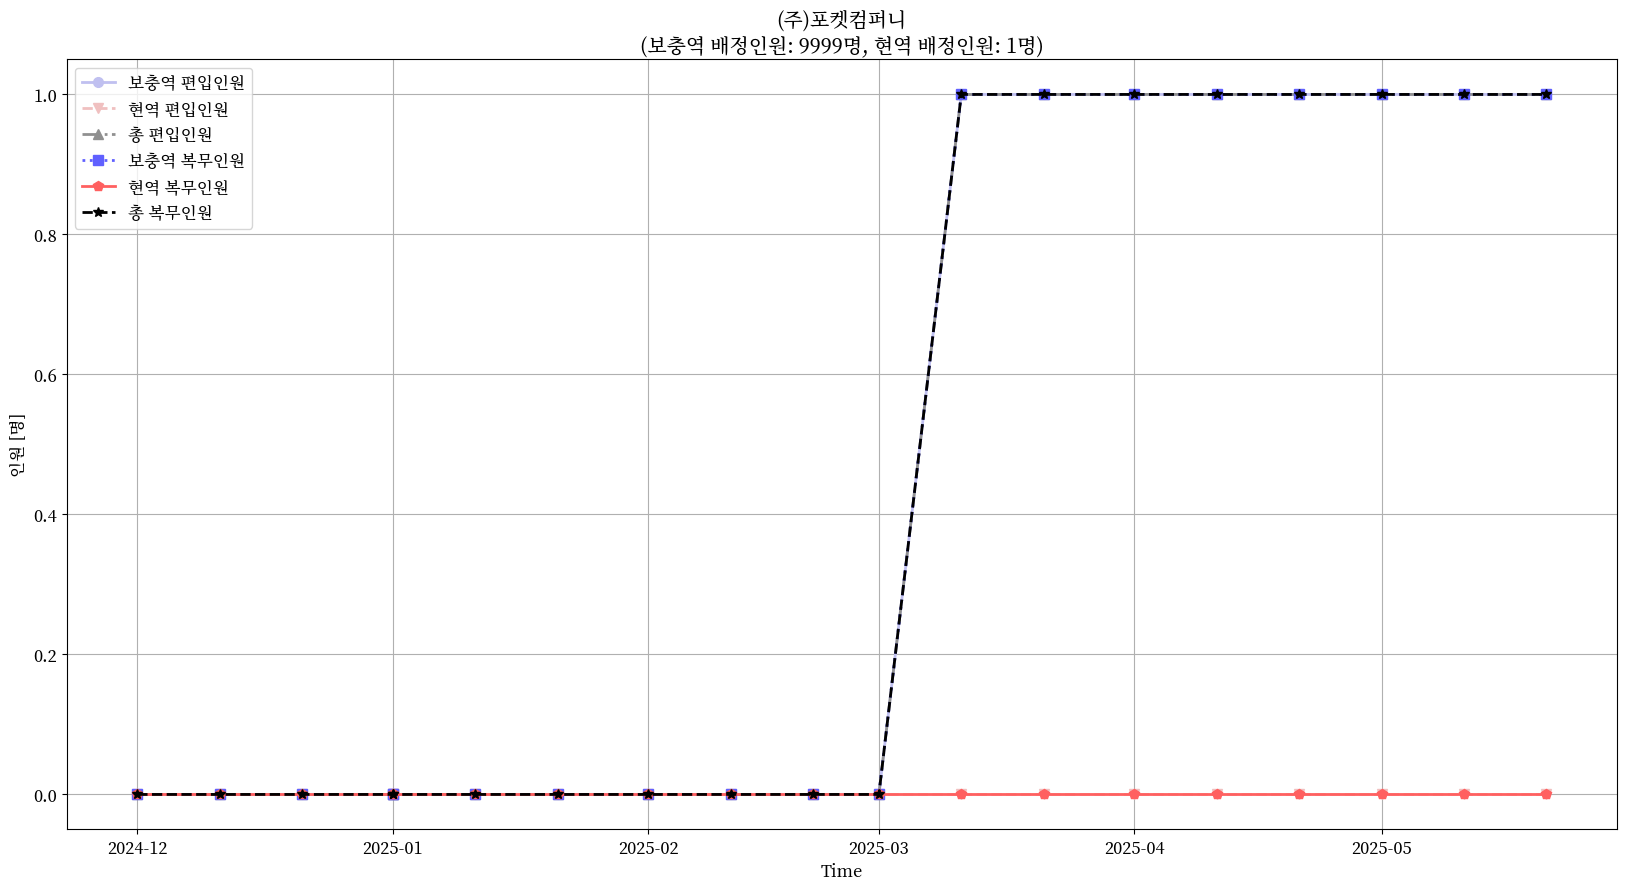 (주)포켓컴퍼니
(보충역 배정인원: 9999명, 현역 배정인원: 1명)
보충역 편입인원
현역 편입인원
총 편입인원
보충역 복무인원
현역 복무인원
총 복무인원
인원 [명]
1.0
0.8
0.6
0.4
0.2
0.0
2024-12
2025-01
2025-02
2025-03
2025-04
2025-05
Time